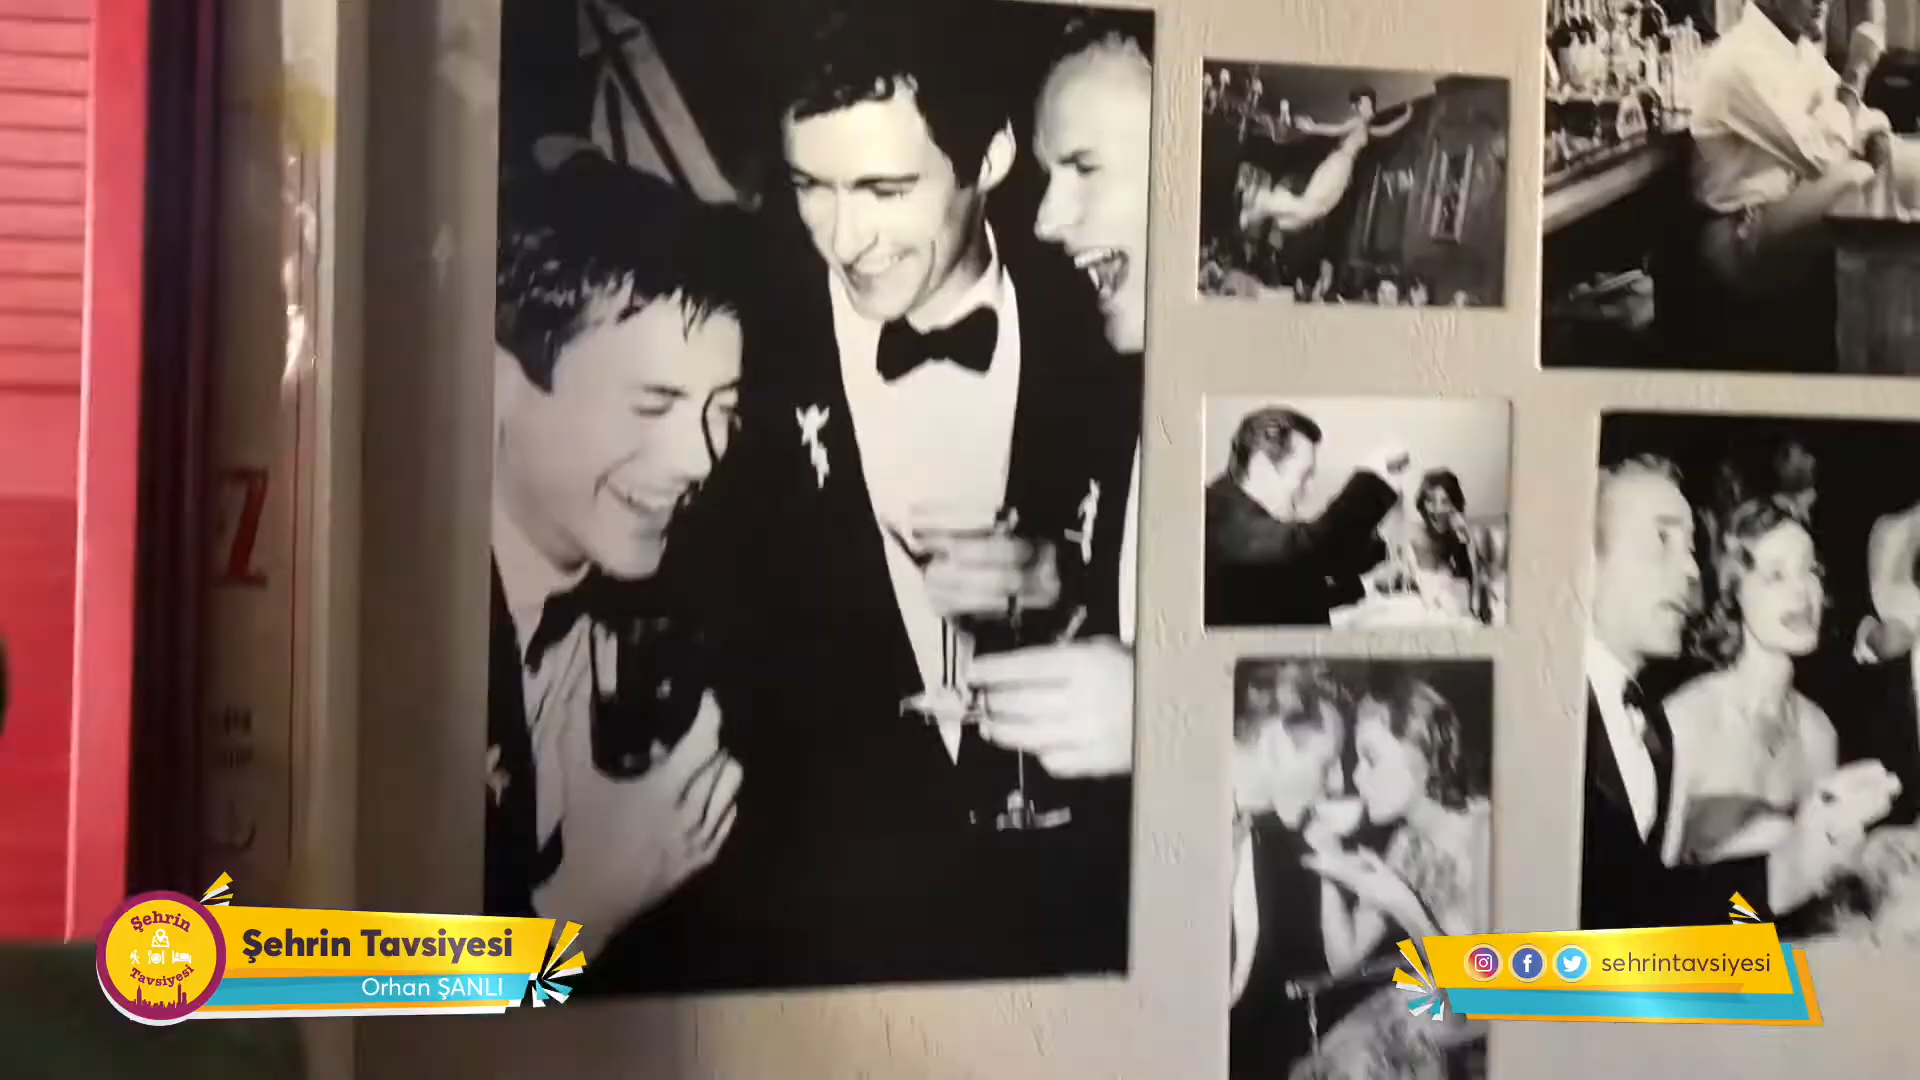 Şehrin
Tavsiyesi
Şehrin Tavsiyesi
Orhan ŞANLI
sehrintavsiyesi
Z